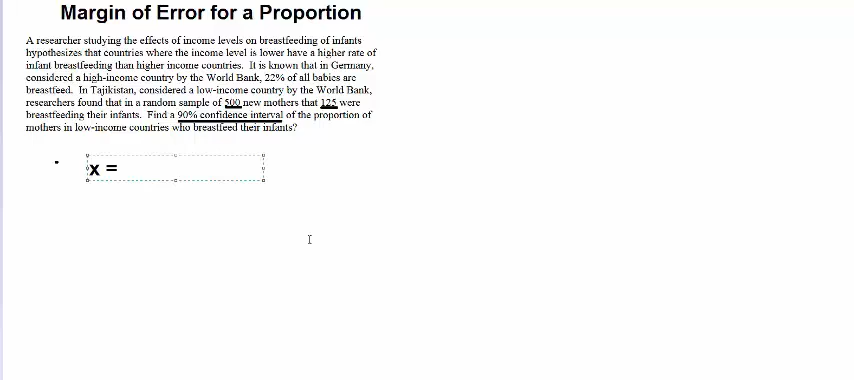 Margin of Error for a Proportion
A researcher studying the effects of income levels on breastfeeding of infants
hypothesizes that countries where the income level is lower have a higher rate of
infant breastfeeding than higher income countries. It is known that in Germany,
considered a high-income country by the World Bank, 22% of all babies are
breastfeed. In Tajikistan, considered a low-income country by the World Bank,
researchers found that in a random sample of 500 new mothers that 125 were
breastfeeding their infants. Find a 90% confidence interval of the proportion of
mothers in low-income countries who breastfeed their infants?
• x =